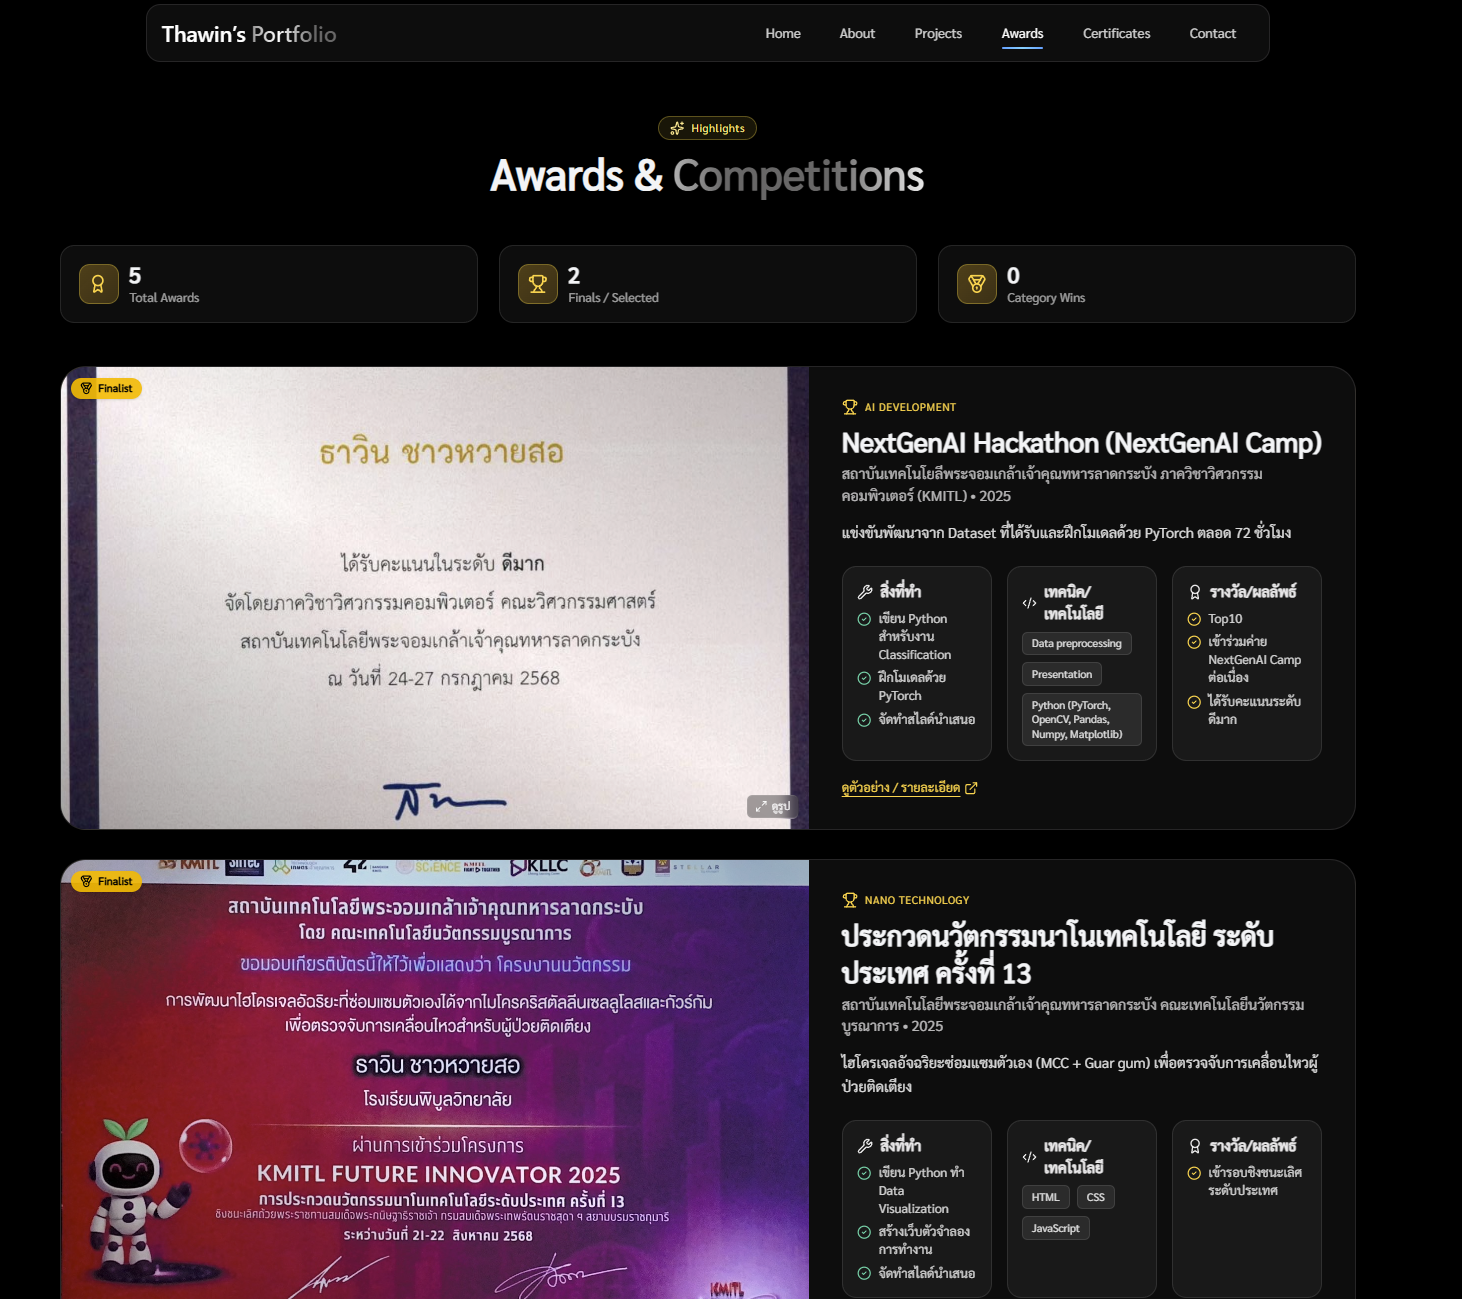 Thawin's Portfolio
Home About Projects Awards Certificates Contact
Highlights
Awards & Competitions
5
Total Awards
2
Finals / Selected
0
Category Wins
Finalist
ธาวิน ชาวหวายสอ
ได้รับคะแนนในระดับ ดีมาก
จัดโดยภาควิชาวิศวกรรมคอมพิวเตอร์ คณะวิศวกรรมศาสตร์
สถาบันเทคโนโลยีพระจอมเกล้าเจ้าคุณทหารลาดกระบัง
ณ วันที่ 24-27 กรกฎาคม 2568
ดูรูป
AI DEVELOPMENT
NextGenAI Hackathon (NextGenAI Camp)
สถาบันเทคโนโยลีพระจอมเกล้าเจ้าคุณทหารลาดกระบัง ภาควิชาวิศวกรรม
คอมพิวเตอร์ (KMITL) • 2025
แข่งขันพัฒนาจาก Dataset ที่ได้รับและฝึกโมเดลด้วย PyTorch ตลอด 72 ชั่วโมง
สิ่งที่ทำ
เขียน Python
สำหรับงาน
Classification
ฝึกโมเดลด้วย
PyTorch
จัดทำสไลด์นำเสนอ
เทคนิค/
เทคโนโลยี
Data preprocessing
Presentation
Python (PyTorch,
OpenCV, Pandas,
Numpy, Matplotlib)
รางวัล/ผลลัพธ์
Top10
เข้าร่วมค่าย
NextGenAI Camp
ต่อเนื่อง
ได้รับคะแนนระดับ
ดีมาก
ดูตัวอย่าง / รายละเอียด
Finalist
KMITL
SCIENCE
KLLC
STELLAR
สถาบันเทคโนโลยีพระจอมเกล้าเจ้าคุณทหารลาดกระบัง
โดย คณะเทคโนโลยีนวัตกรรมบูรณาการ
ขอมอบเกียรติบัตรนี้ให้ไว้เพื่อแสดงว่า โครงงานนวัตกรรม
การพัฒนาไฮโดรเจลอัจฉริยะที่ซ่อมแซมตัวเองได้จากไมโครคริสตัลลีนเซลลูโลสและกัวร์กัม
เพื่อตรวจจับการเคลื่อนไหวสำหรับผู้ป่วยติดเตียง
ธาวิน ชาวหวายสอ
โรงเรียนพิบูลวิทยาลัย
ผ่านการเข้าร่วมโครงการ
KMITL FUTURE INNOVATOR 2025
การประกวดนวัตกรรมนาโนเทคโนโลยีระดับประเทศ ครั้งที่ 13
ชิงชนะเลิศถ้วยพระราชทานสมเด็จพระกนิษฐาธิราชเจ้า กรมสมเด็จพระเทพรัตนราชสุดา ฯ สยามบรมราชกุมารี
ระหว่างวันที่ 21-22 สิงหาคม 2568
KMITL
NANO TECHNOLOGY
ประกวดนวัตกรรมนาโนเทคโนโลยี ระดับ
ประเทศ ครั้งที่ 13
สถาบันเทคโนโลยีพระจอมเกล้าเจ้าคุณทหารลาดกระบัง คณะเทคโนโลยีนวัตกรรม
บูรณาการ • 2025
ไฮโดรเจลอัจฉริยะซ่อมแซมตัวเอง (MCC + Guar gum) เพื่อตรวจจับการเคลื่อนไหวผู้
ป่วยติดเตียง
สิ่งที่ทำ
เขียน Python ทำ
Data
Visualization
สร้างเว็บตัวจำลอง
การทำงาน
จัดทำสไลด์นำเสนอ
เทคนิค/
เทคโนโลยี
HTML CSS
JavaScript
รางวัล/ผลลัพธ์
เข้ารอบชิงชนะเลิศ
ระดับประเทศ